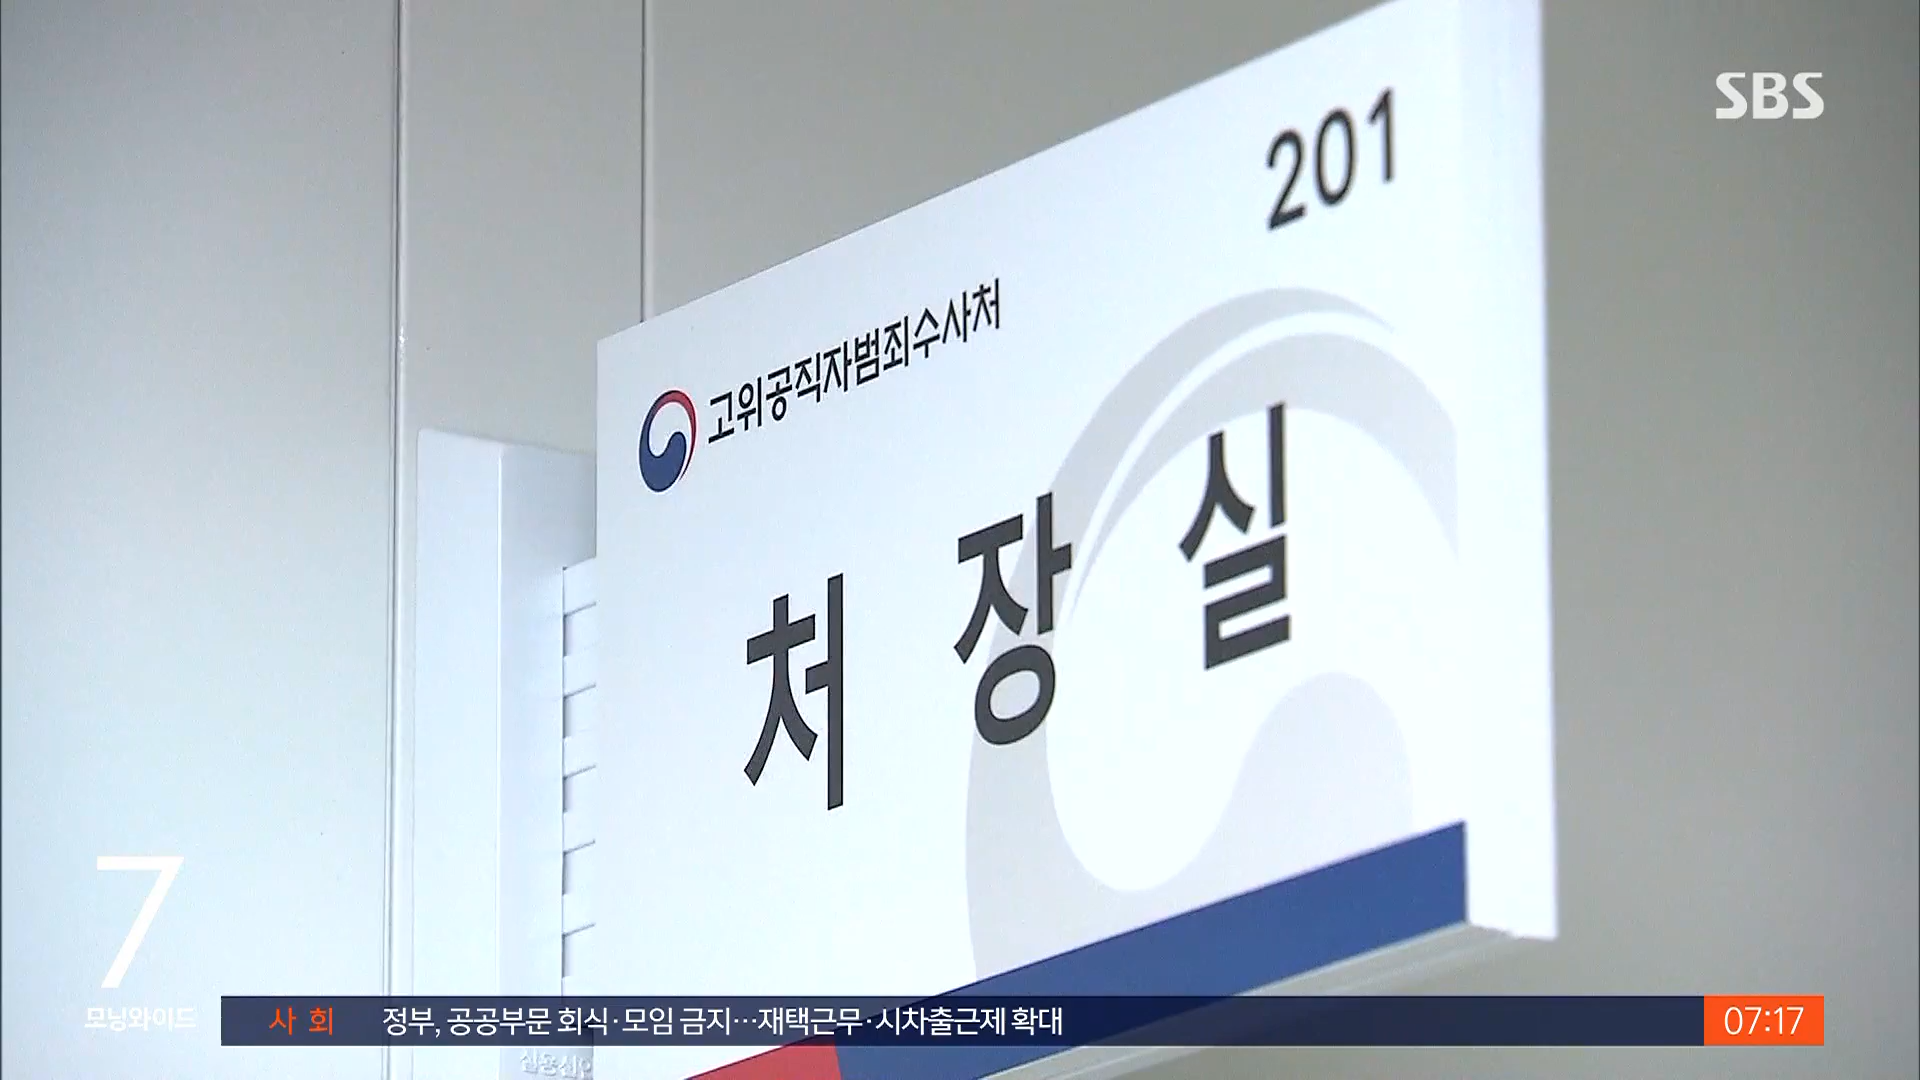 SBS
201
고위공직자범죄수사처
처 장 실
7
모닝와이드
사 회 정부, 공공부문 회식·모임 금지…재택근무·시차출근제 확대 07:17